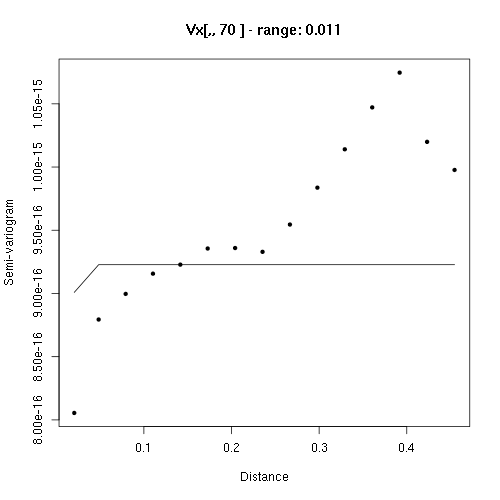 Vx[,, 70 ] - range: 0.011
Semi-variogram
1.05e-15
1.00e-15
9.50e-16
9.00e-16
8.50e-16
8.00e-16
0.1 0.2 0.3 0.4
Distance